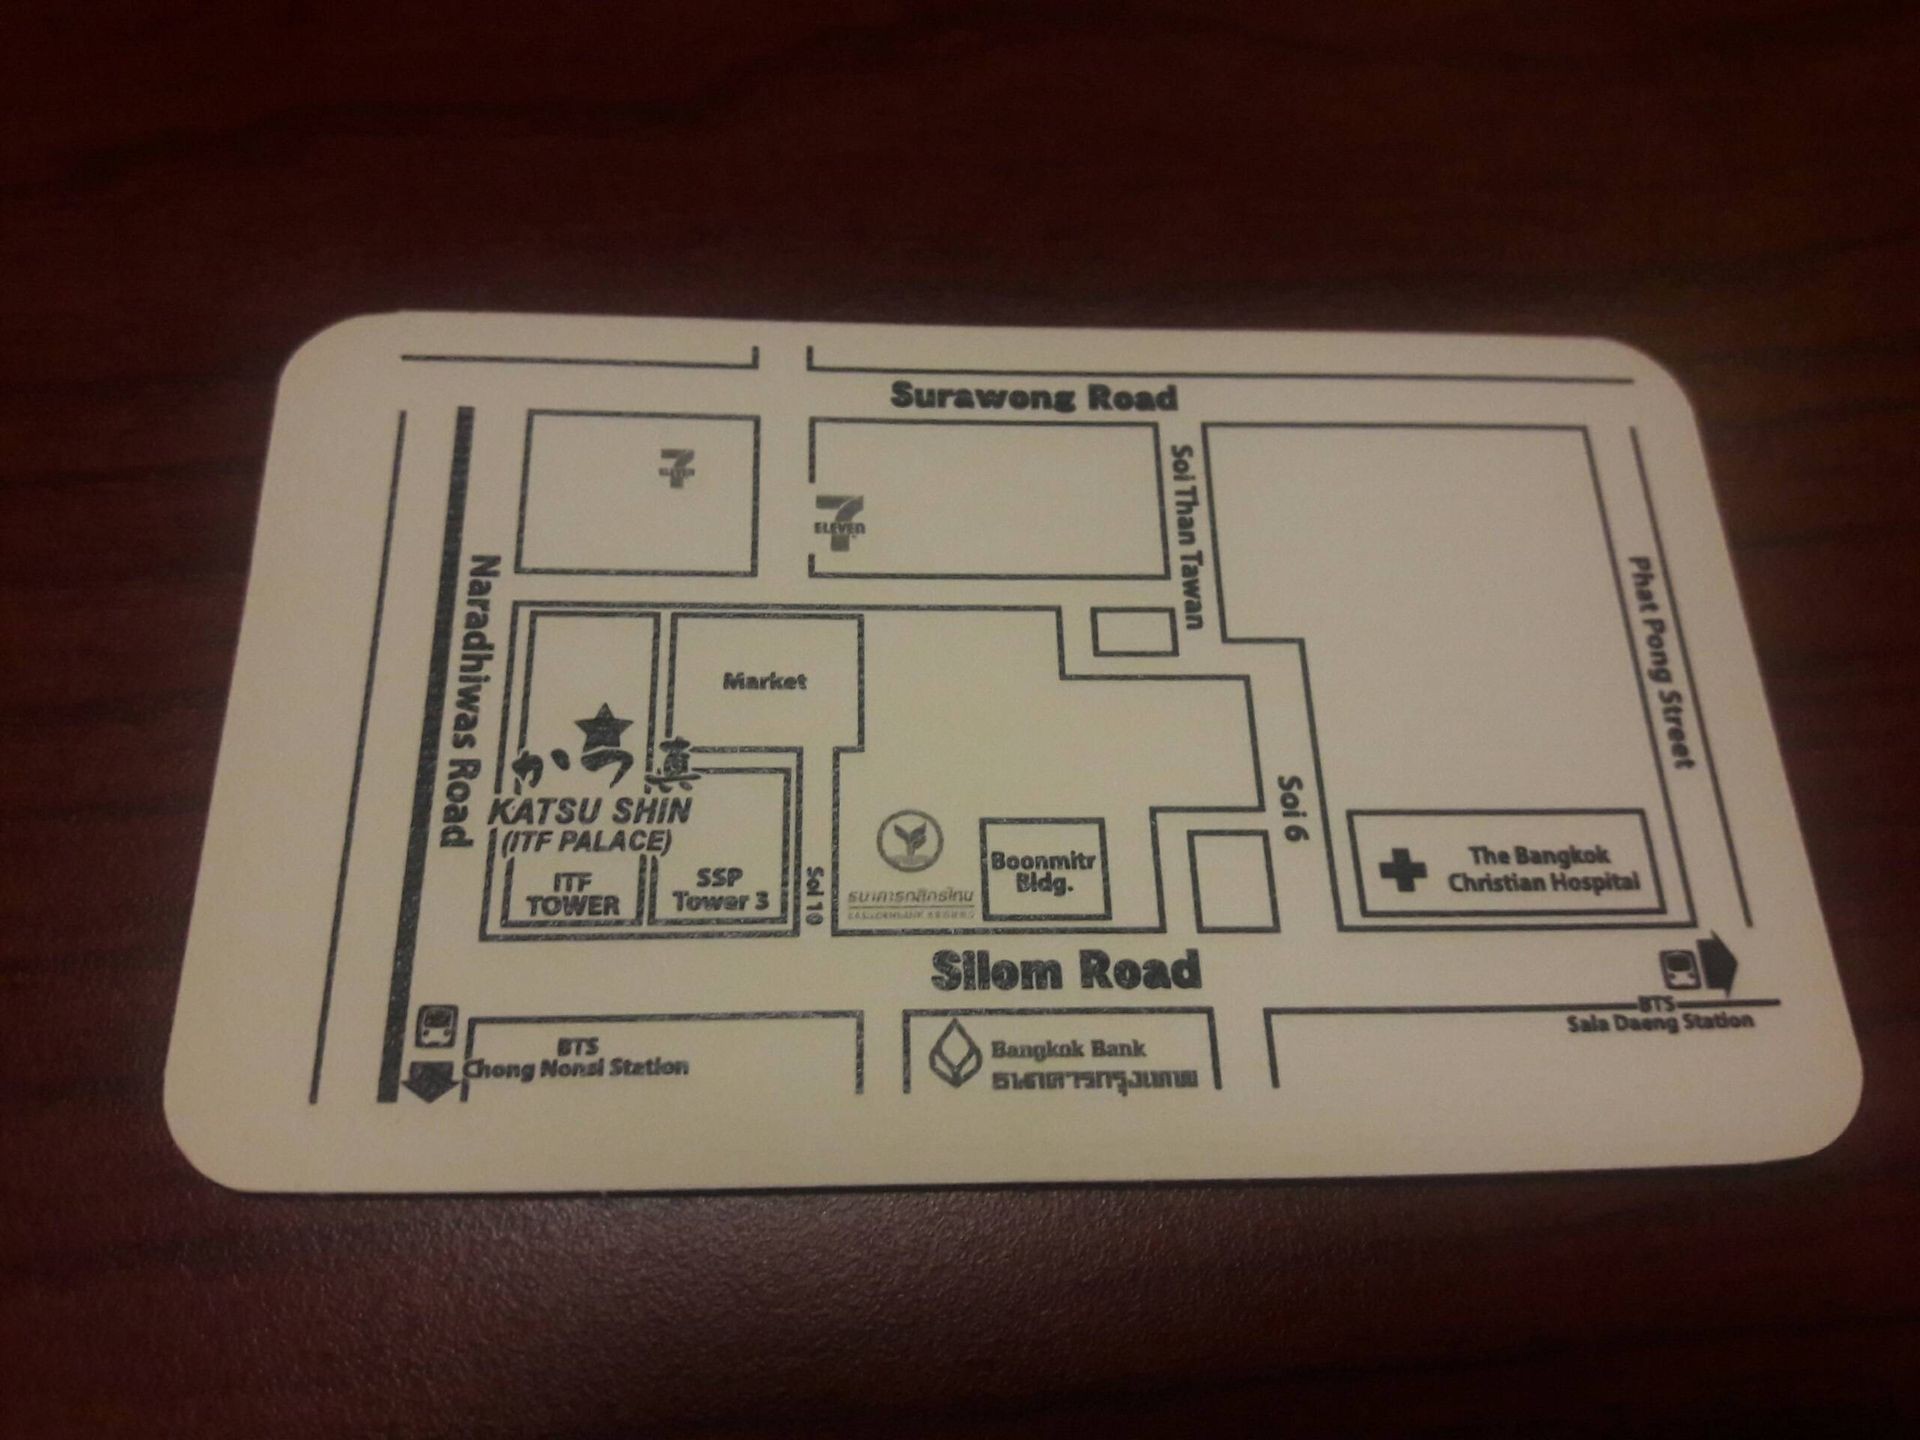 Surawong Road
7
ELEVEN
7
ELEVEN
Soi Than Tawan
Naradhiwas Road
Phat Pong Street
Market
かつ真
KATSU SHIN
(ITF PALACE)
ITF
TOWER
SSP
Tower 3
Soi 10
ธนาคารกสิกรไทย
Boonmitr
Bldg.
Soi 6
The Bangkok
Christian Hospital
Silom Road
BTS
Chong Nonsi Station
Bangkok Bank
ธนาคารกรุงเทพ
BTS
Sala Daeng Station